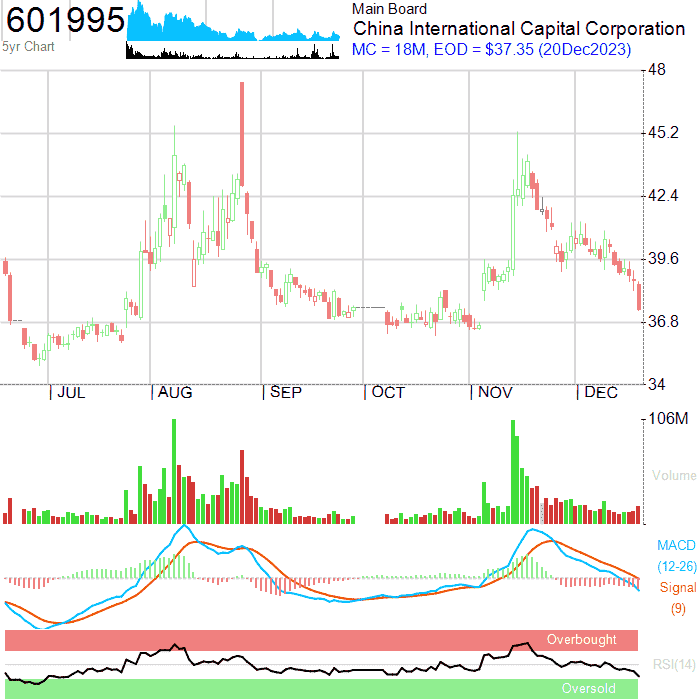 601995
5yr Chart
Main Board
China International Capital Corporation
MC = 18M, EOD = $37.35 (20Dec2023)
48
45.2
42.4
39.6
36.8
34
JUL AUG SEP OCT NOV DEC
106M
Volume
MACD
(12-26)
Signal
(9)
Overbought
RSI(14)
Oversold